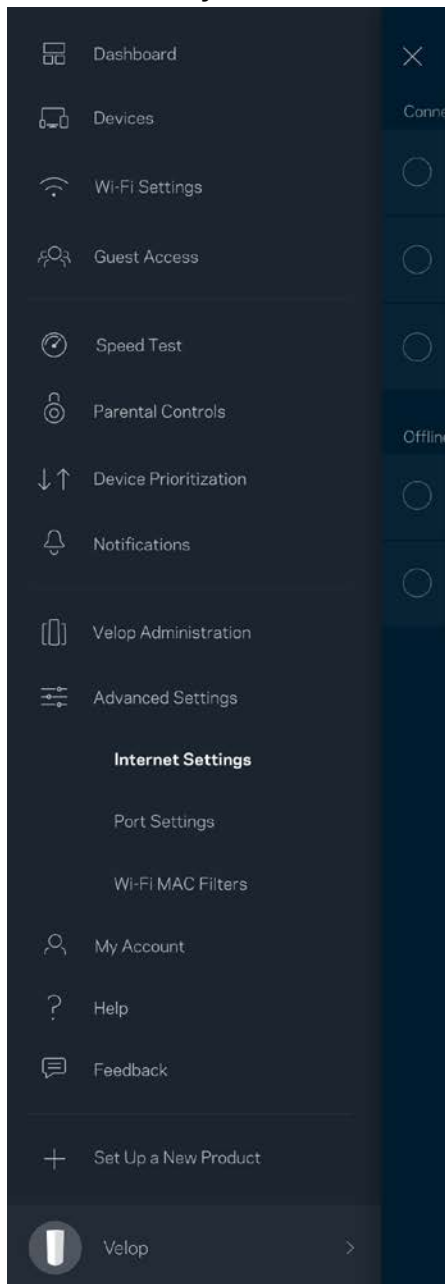 Dashboard
Devices
Wi-Fi Settings
Guest Access
Speed Test
Parental Controls
Device Prioritization
Notifications
Velop Administration
Advanced Settings
Internet Settings
Port Settings
Wi-Fi MAC Filters
My Account
Help
Feedback
Set Up a New Product
Velop